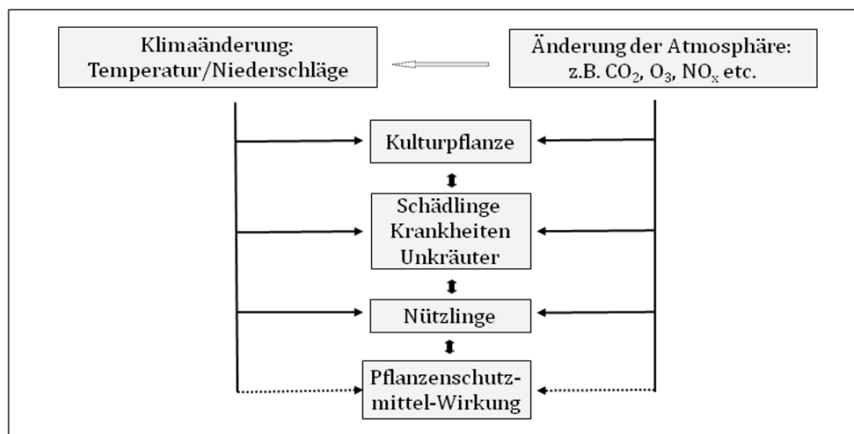 Klimaänderung:
Temperatur/Niederschläge
Änderung der Atmosphäre:
z.B. CO₂, O₃, NOₓ etc.
Kulturpflanze
Schädlinge
Krankheiten
Unkräuter
Nützlinge
Pflanzenschutz-
mittel-Wirkung